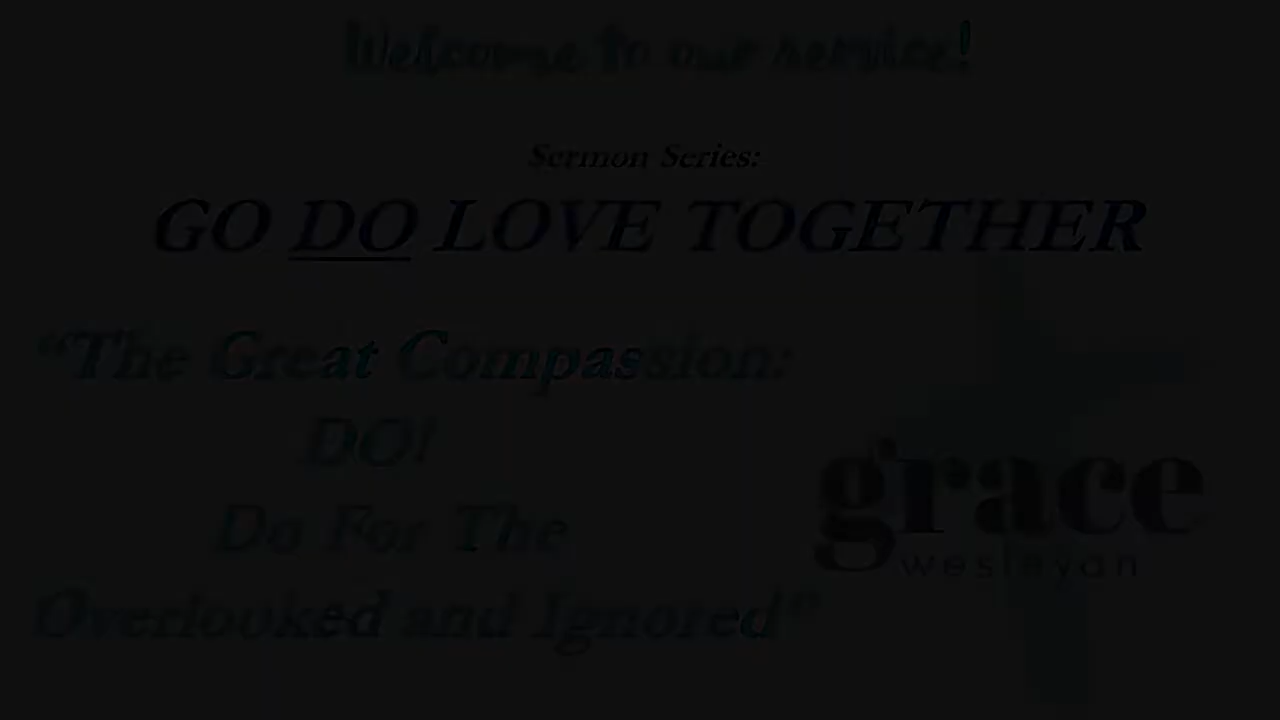 Welcome to our service!
Sermon Series:
GO DO LOVE TOGETHER
“The Great Compassion:
DO!
Do For The
Overlooked and Ignored”
grace
wesleyan